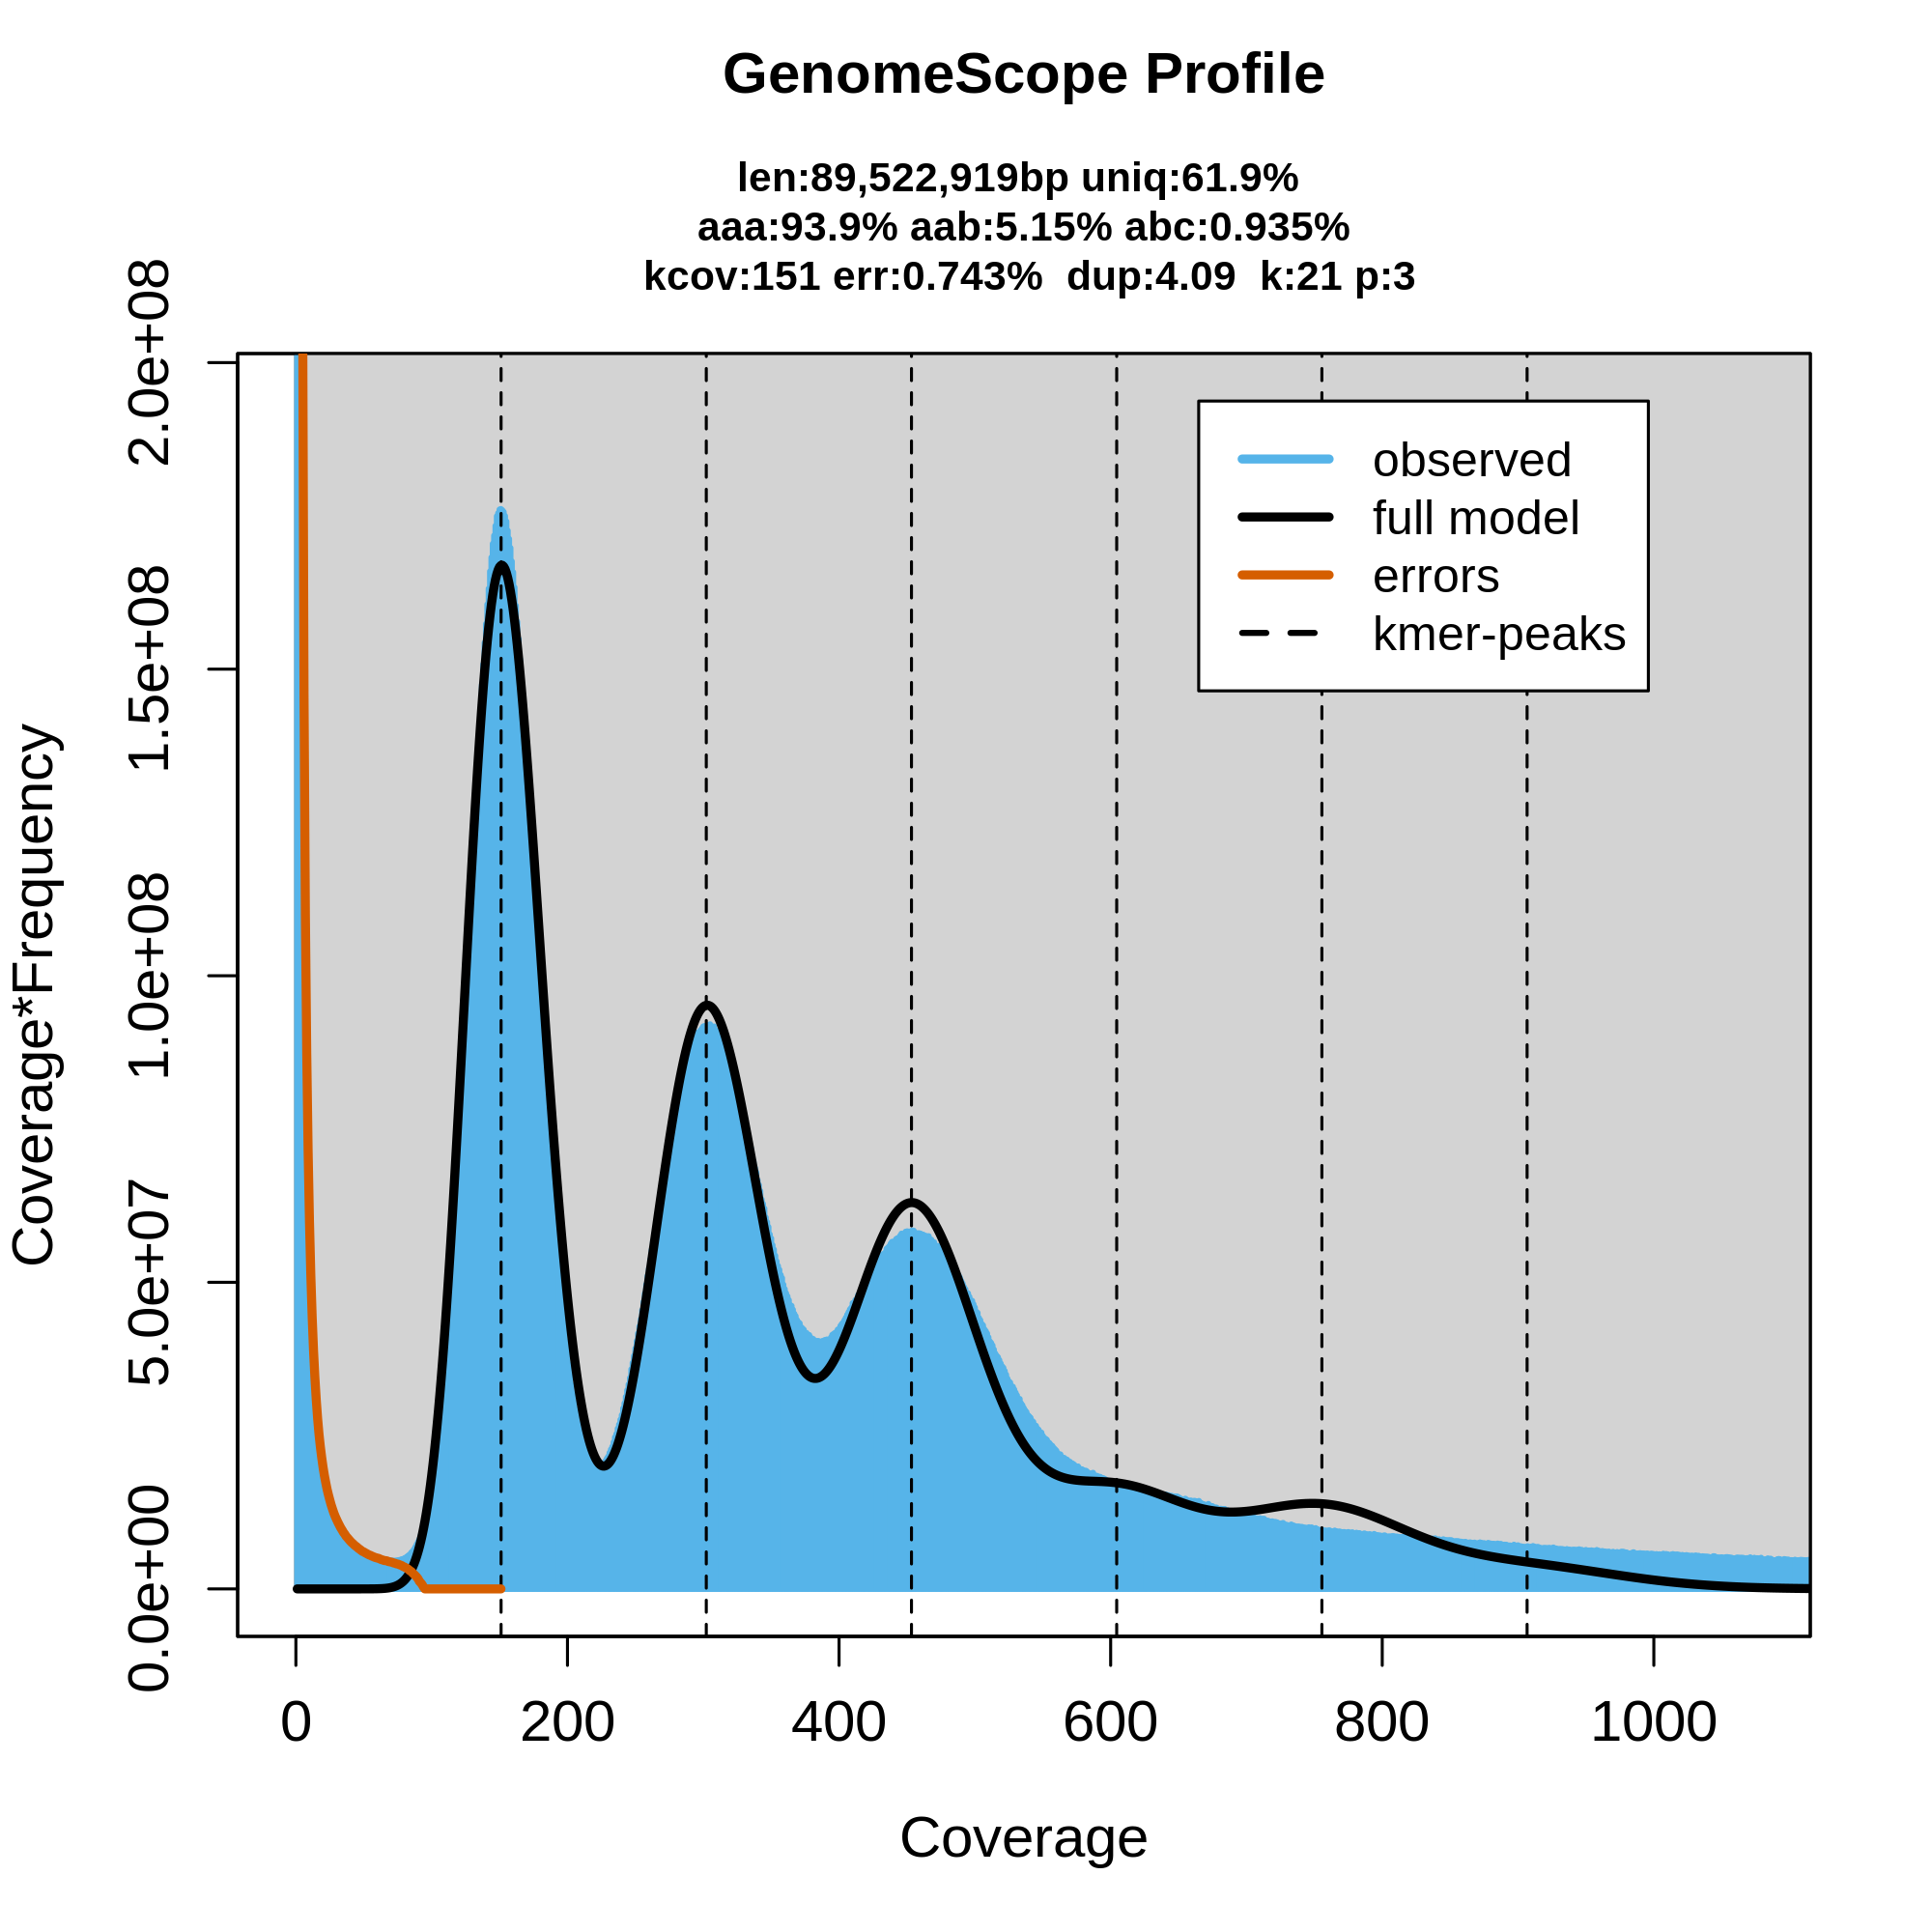 GenomeScope Profile
len:89,522,919bp uniq:61.9%
aaa:93.9% aab:5.15% abc:0.935%
kcov:151 err:0.743%  dup:4.09  k:21 p:3
observed
full model
errors
kmer-peaks
Coverage*Frequency
2.0e+08
1.5e+08
1.0e+08
5.0e+07
0.0e+00
0 200 400 600 800 1000
Coverage